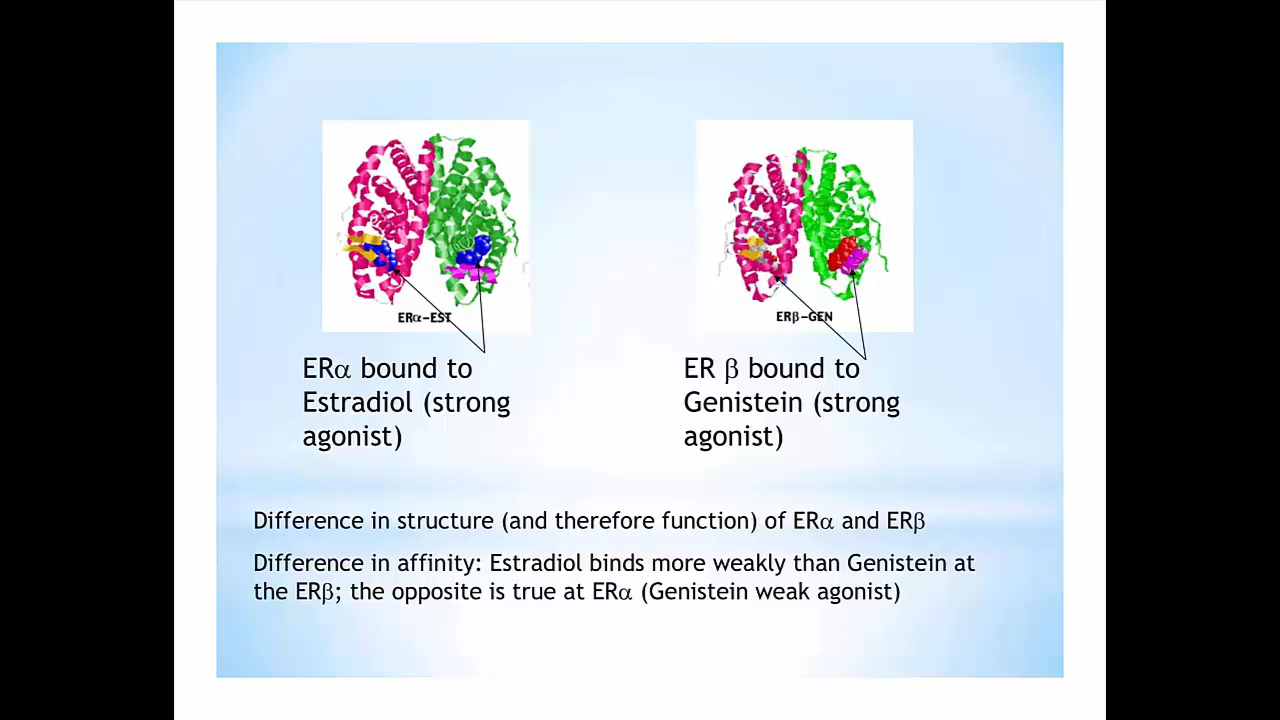 ERα-EST
ERβ-GEN
ERα bound to
Estradiol (strong
agonist)
ER β bound to
Genistein (strong
agonist)
Difference in structure (and therefore function) of ERα and ERβ
Difference in affinity: Estradiol binds more weakly than Genistein at
the ERβ; the opposite is true at ERα (Genistein weak agonist)